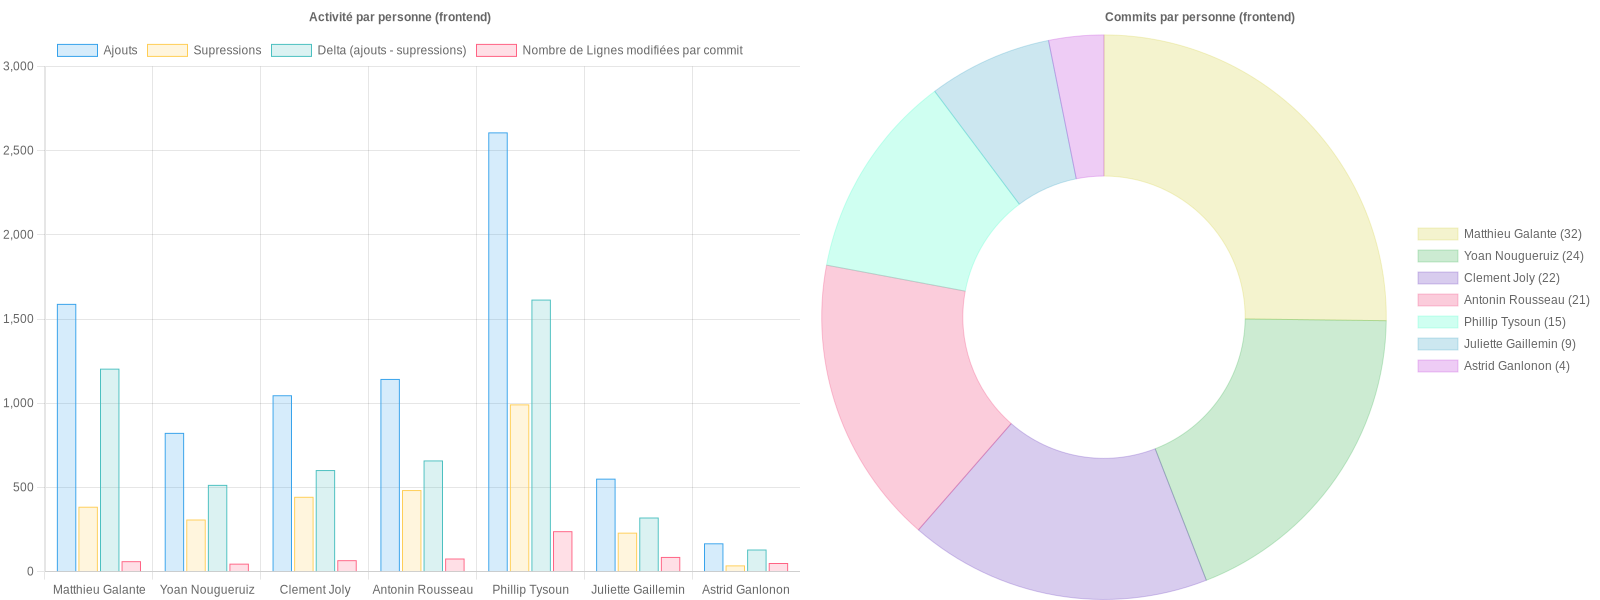 Activité par personne (frontend)
Ajouts
Supressions
Delta (ajouts - supressions)
Nombre de Lignes modifiées par commit
3,000
2,500
2,000
1,500
1,000
500
0
Matthieu Galante
Yoan Nougueruiz
Clement Joly
Antonin Rousseau
Phillip Tysoun
Juliette Gaillemin
Astrid Ganlonon
Commits par personne (frontend)
Matthieu Galante (32)
Yoan Nougueruiz (24)
Clement Joly (22)
Antonin Rousseau (21)
Phillip Tysoun (15)
Juliette Gaillemin (9)
Astrid Ganlonon (4)